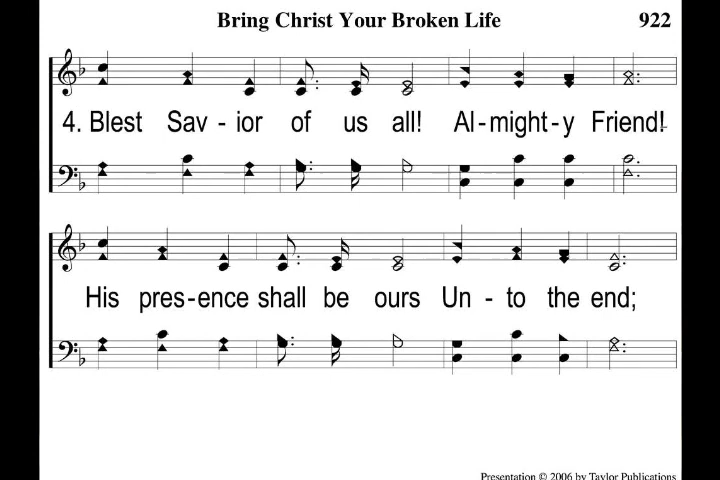 Bring Christ Your Broken Life 922
4. Blest Sav - ior of us all! Al - might - y Friend!
His pres - ence shall be ours Un - to the end;
Presentation © 2006 by Taylor Publications